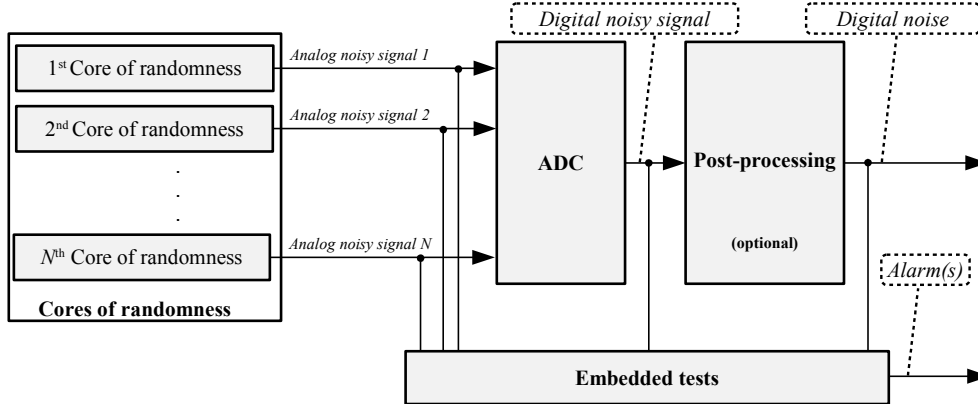 Digital noisy signal
Digital noise
1st Core of randomness
Analog noisy signal 1
2nd Core of randomness
Analog noisy signal 2
.
.
.
ADC
Post-processing
(optional)
Nth Core of randomness
Analog noisy signal N
Cores of randomness
Alarm(s)
Embedded tests